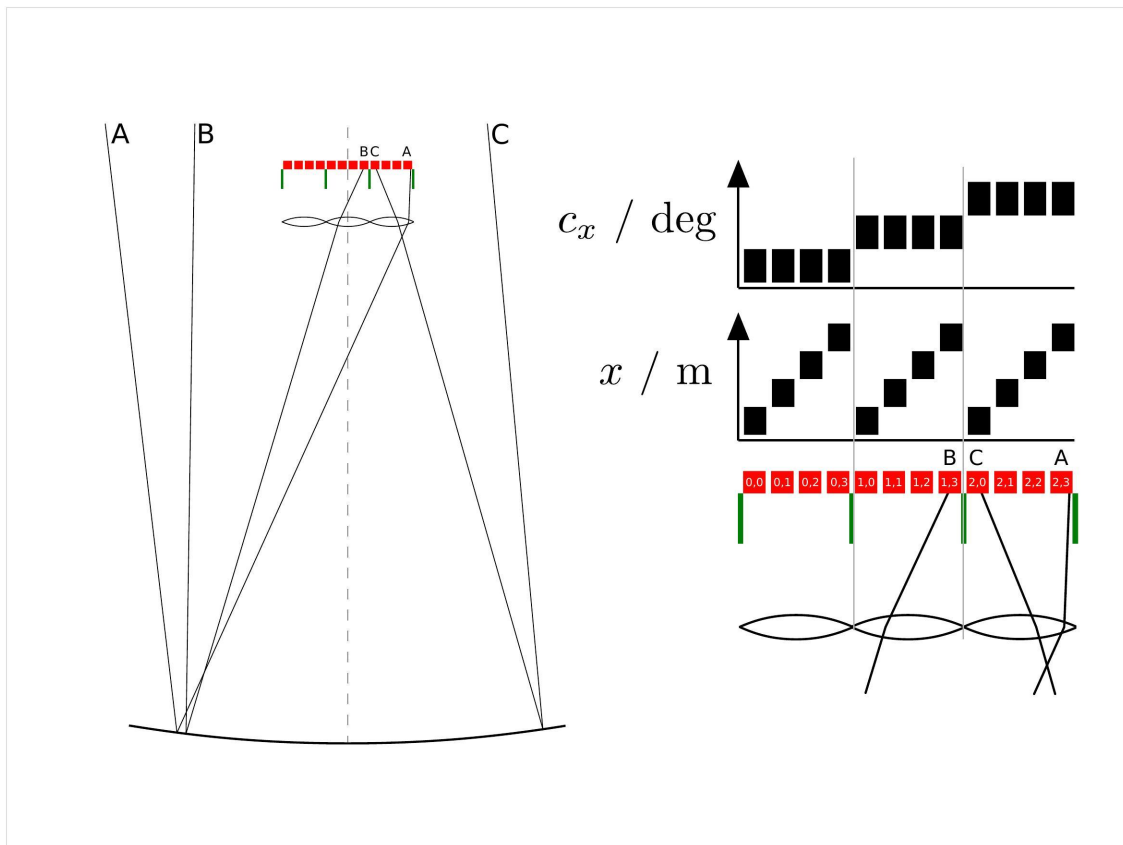 A B C
B C A
c_x / deg
x / m
B C A
0,0 0,1 0,2 0,3 1,0 1,1 1,2 1,3 2,0 2,1 2,2 2,3